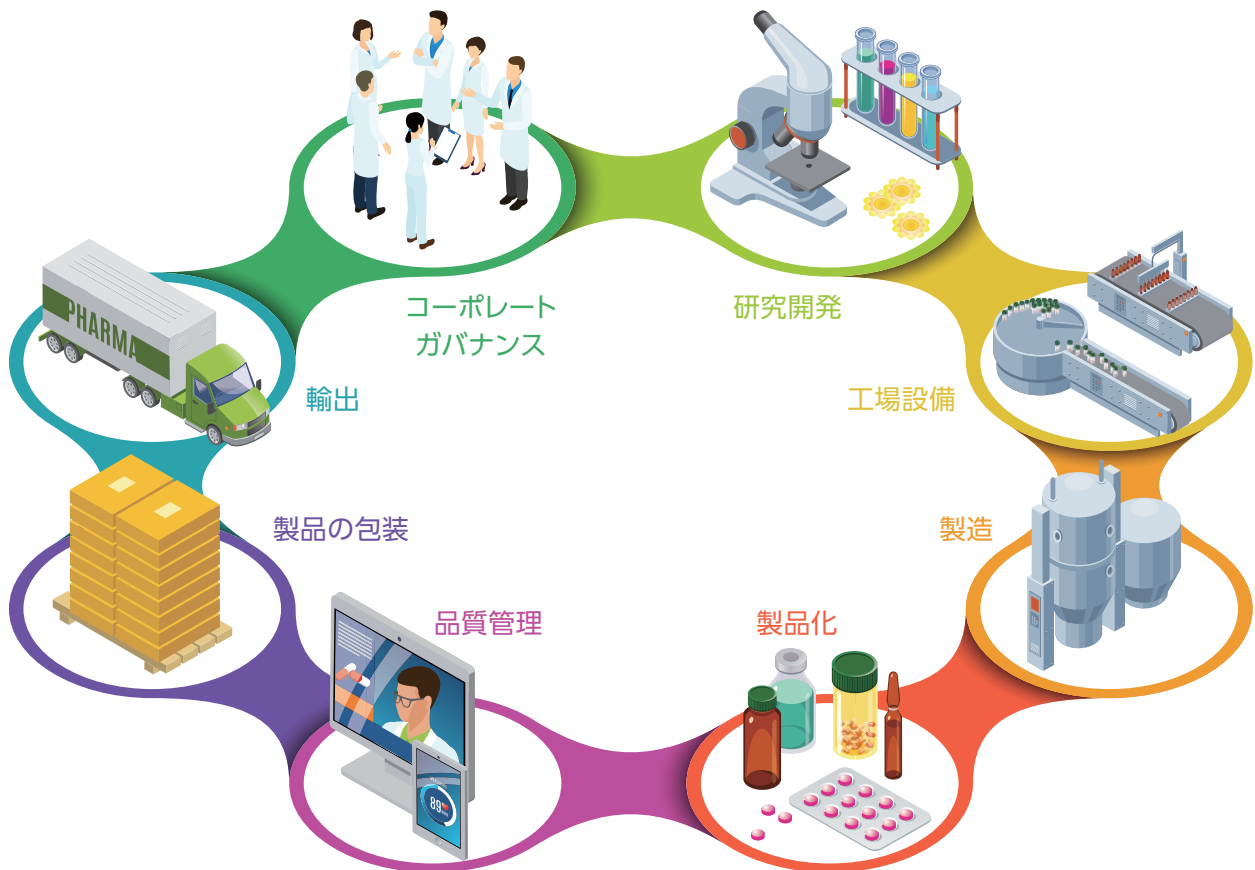 コーポレート
ガバナンス
研究開発
PHARMA
輸出
工場設備
製品の包装
製造
品質管理
製品化
89